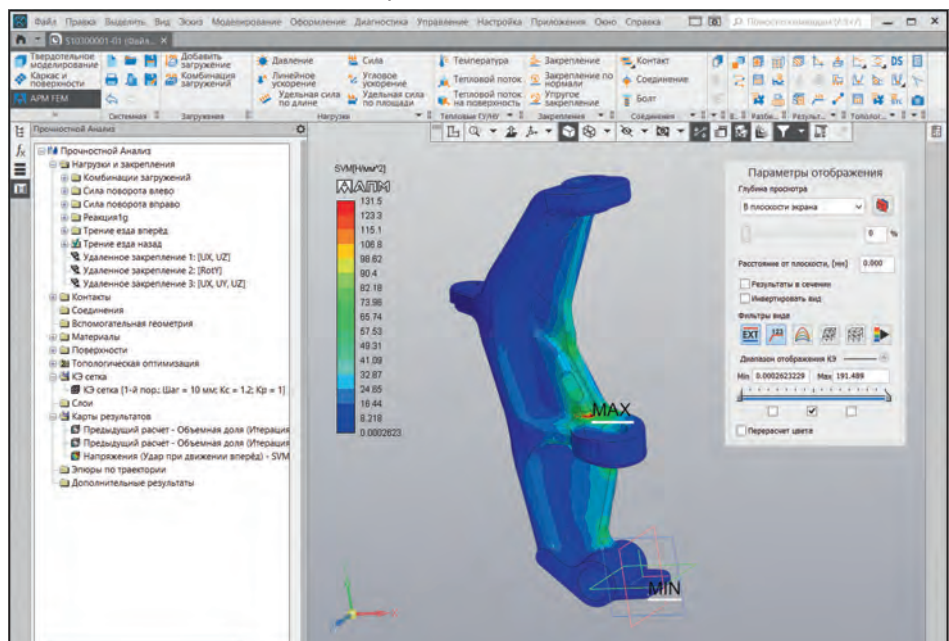 Файл Правка Выделить Вид Эскиз Моделирование Оформление Диагностика Управление Настройка Приложения Окно Справка
Твердотельное моделирование
Каркас и поверхности
APM FEM
Системная
Добавить загружение
Комбинация загружений
Загружения
Давление
Линейное ускорение
Удельная сила по длине
Сила
Угловое ускорение
Удельная сила по площади
Нагрузки
Температура
Тепловой поток
Тепловой поток на поверхность
Закрепление
Закрепление по нормали
Упругое закрепление
Закрепления
Контакт
Соединение
Болт
Соединения
DS
Прочностной Анализ
Прочностной Анализ
Нагрузки и закрепления
Комбинации загружений
Сила поворота влево
Сила поворота вправо
Реакция1g
Трение езда вперёд
Трение езда назад
Удаленное закрепление 1: [UX, UZ]
Удаленное закрепление 2: [RotY]
Удаленное закрепление 3: [UX, UY, UZ]
Контакты
Соединения
Вспомогательная геометрия
Материалы
Поверхности
Топологическая оптимизация
КЭ сетка
КЭ сетка [1-й пор.; Шаг = 10 мм; Кс = 1.2; Кр = 1]
Слои
Карты результатов
Предыдущий расчет - Объемная доля (Итерация
Предыдущий расчет - Объемная доля (Итерация
Напряжения (Удар при движении вперёд) - SVM
Эпюры по траектории
Дополнительные результаты
SVM[Н/мм^2]
АПМ
131.5
123.3
115.1
106.8
98.62
90.4
82.18
73.96
65.74
57.53
49.31
41.09
32.87
24.65
16.44
8.218
0.0002623
MAX
MIN
Параметры отображения
Глубина просмотра
В плоскости экрана
0 %
Расстояние от плоскости, [мм] 0.000
Результаты в сечении
Инвертировать вид
Фильтры вида
EXT 123
Диапазон отображения КЭ
Min 0.0002623229 Max 191.489
Перерасчет цвета